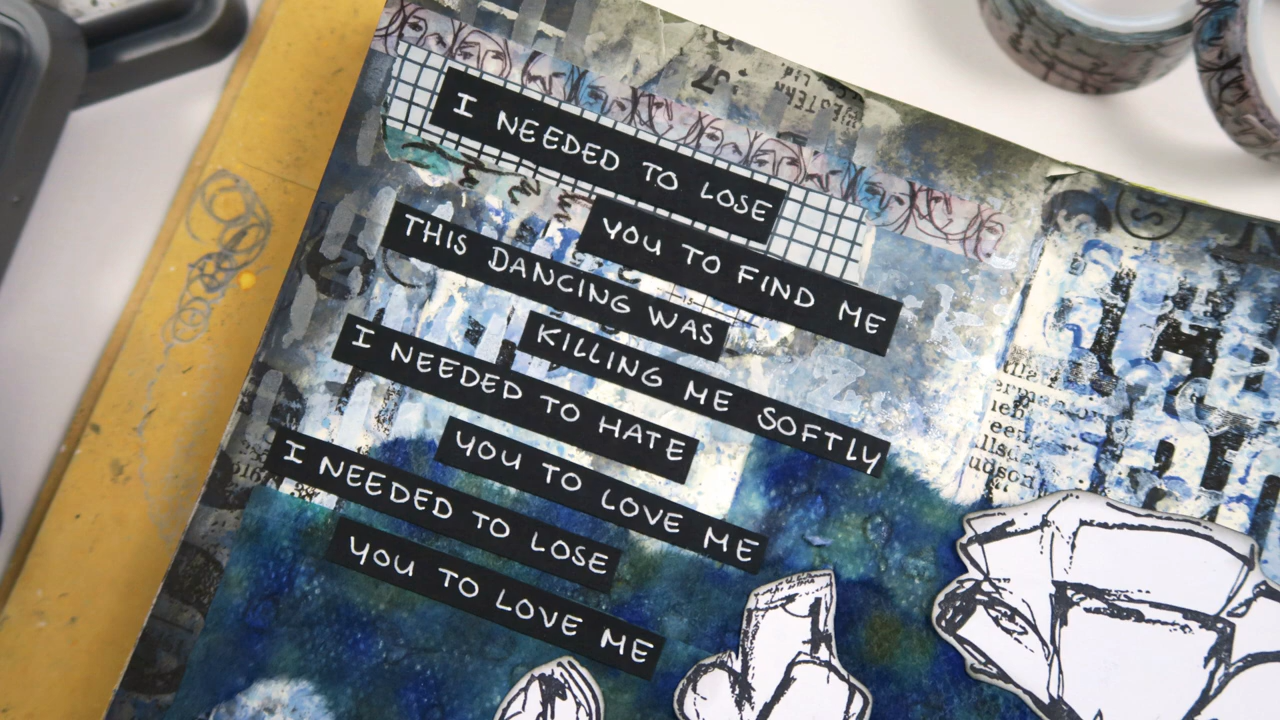 I NEEDED TO LOSE
YOU TO FIND ME
THIS DANCING WAS
KILLING ME SOFTLY
I NEEDED TO HATE
YOU TO LOVE ME
I NEEDED TO LOSE
YOU TO LOVE ME